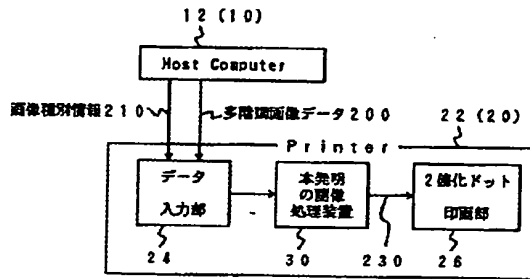 12(10)
Host Computer
画像種別情報210
多階調画像データ200
22(20)
Printer
データ
入力部
本発明
の画像
処理装置
2値化ドット
印画部
24
30
230
26